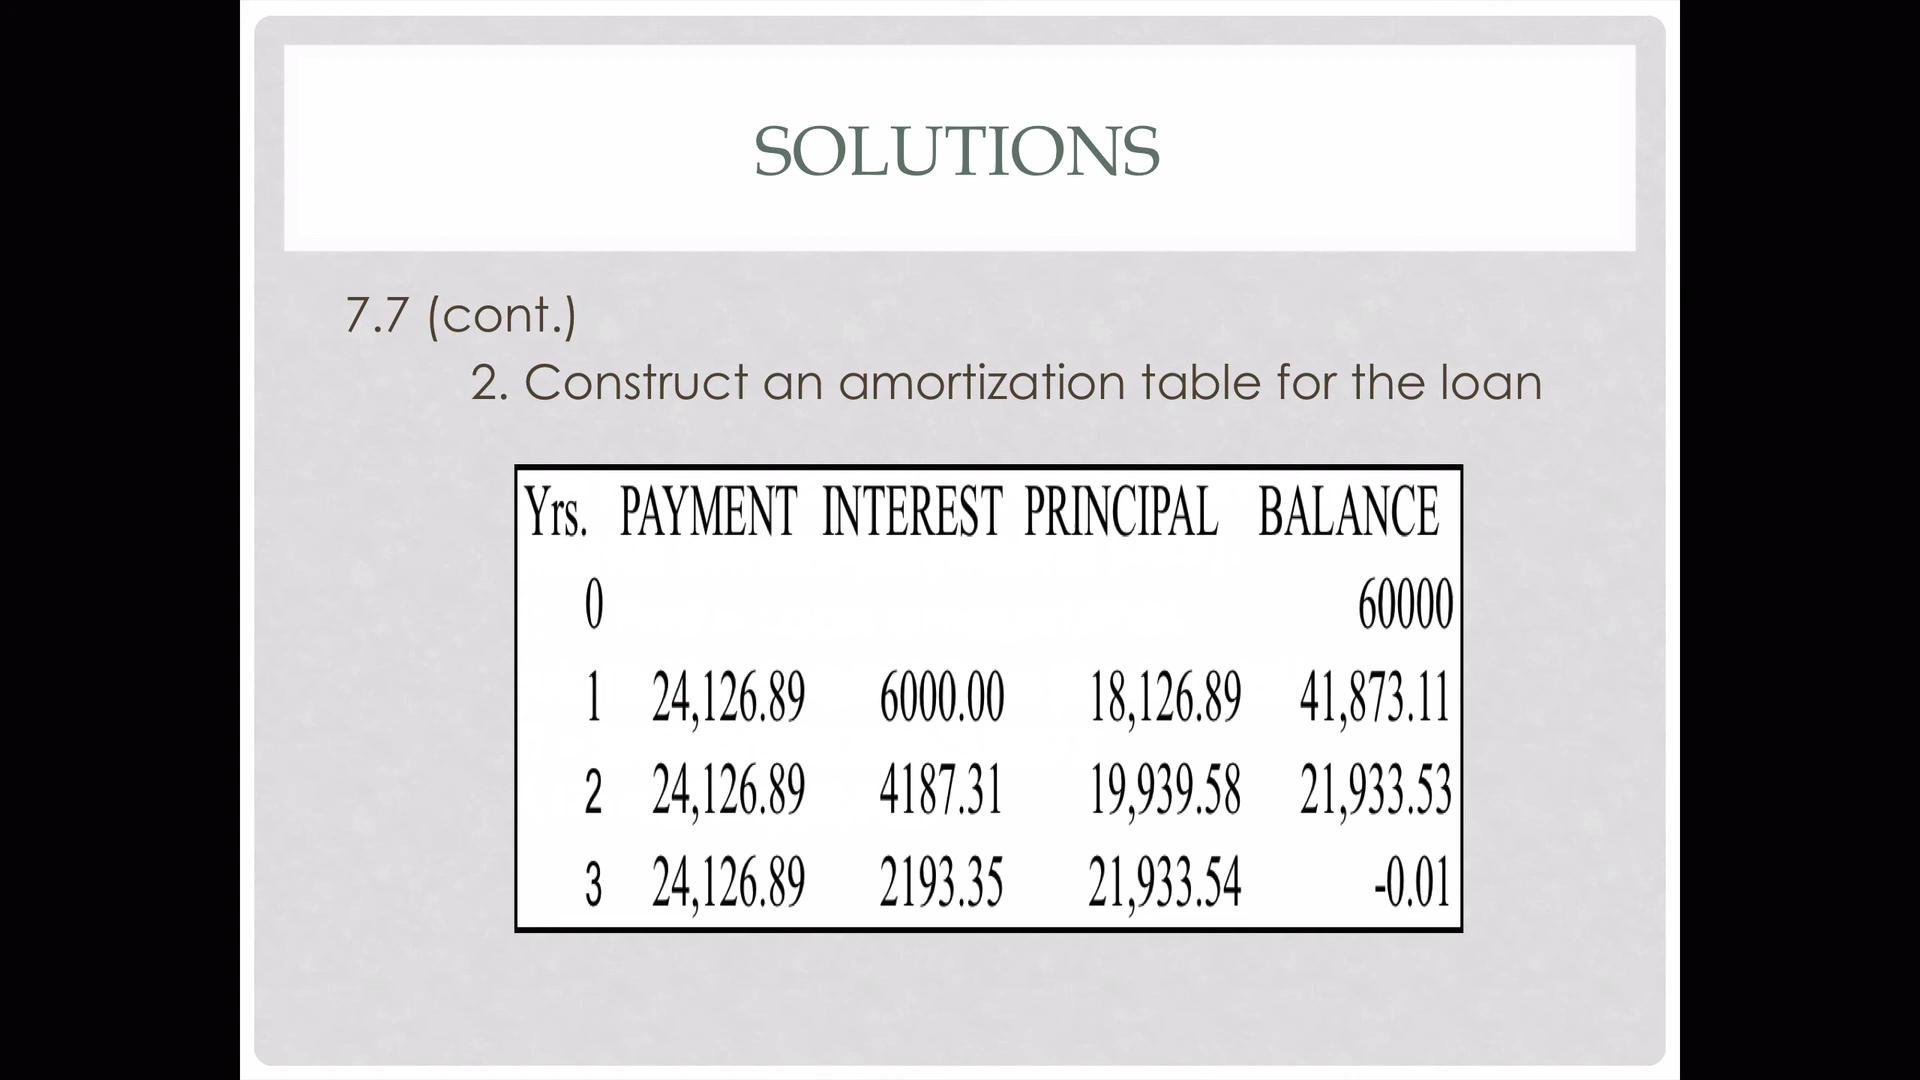 SOLUTIONS
7.7 (cont.)
2. Construct an amortization table for the loan
Yrs. PAYMENT INTEREST PRINCIPAL BALANCE
0 60000
1 24,126.89 6000.00 18,126.89 41,873.11
2 24,126.89 4187.31 19,939.58 21,933.53
3 24,126.89 2193.35 21,933.54 -0.01